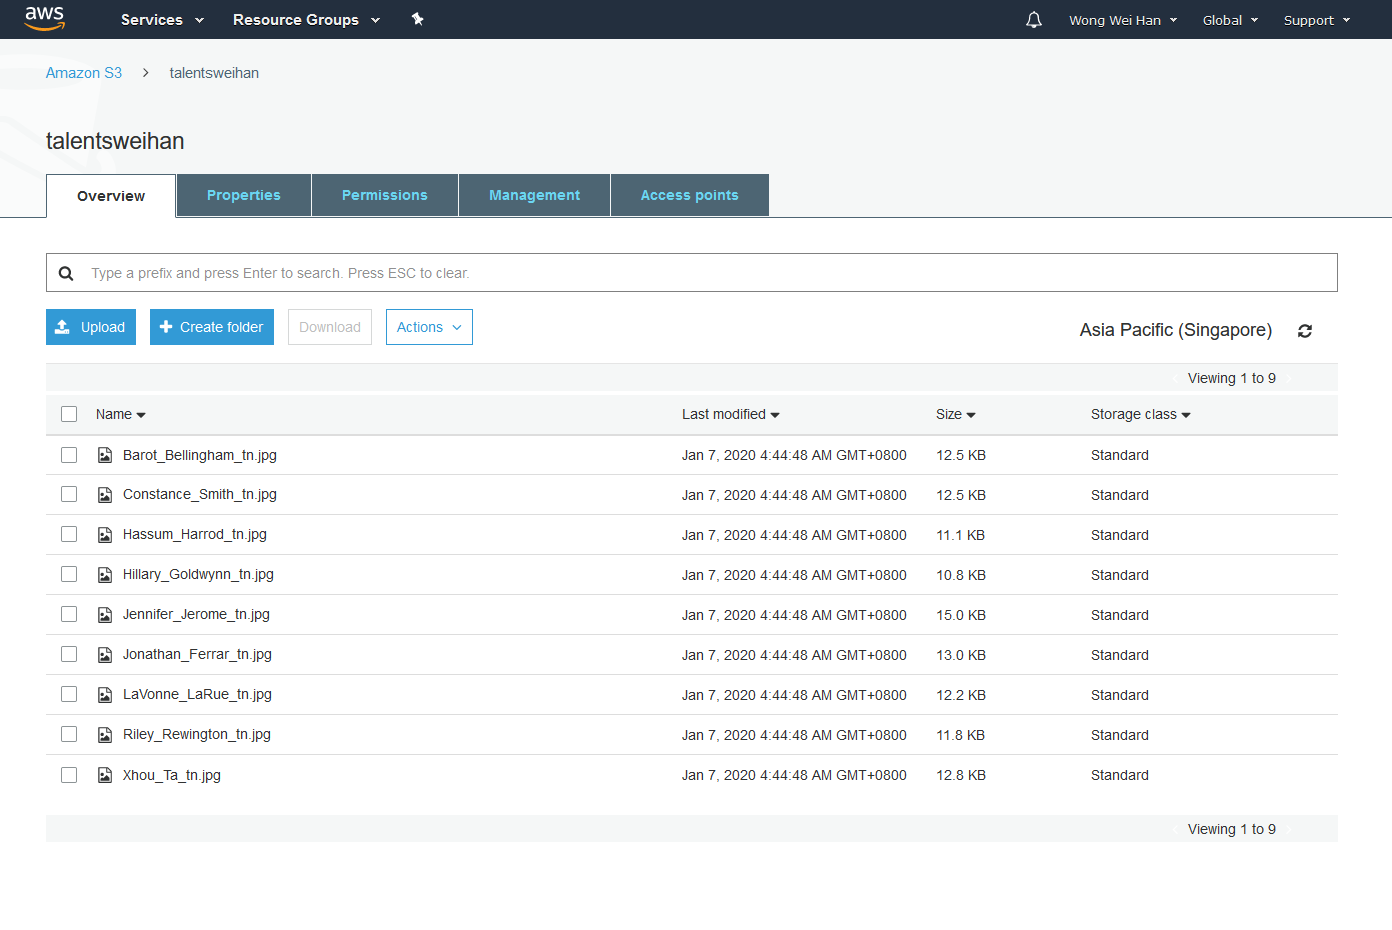 aws Services Resource Groups Wong Wei Han Global Support
Amazon S3 > talentsweihan
talentsweihan
Overview Properties Permissions Management Access points
Type a prefix and press Enter to search. Press ESC to clear.
Upload Create folder Download Actions Asia Pacific (Singapore)
Viewing 1 to 9
Name Last modified Size Storage class
Barot_Bellingham_tn.jpg Jan 7, 2020 4:44:48 AM GMT+0800 12.5 KB Standard
Constance_Smith_tn.jpg Jan 7, 2020 4:44:48 AM GMT+0800 12.5 KB Standard
Hassum_Harrod_tn.jpg Jan 7, 2020 4:44:48 AM GMT+0800 11.1 KB Standard
Hillary_Goldwynn_tn.jpg Jan 7, 2020 4:44:48 AM GMT+0800 10.8 KB Standard
Jennifer_Jerome_tn.jpg Jan 7, 2020 4:44:48 AM GMT+0800 15.0 KB Standard
Jonathan_Ferrar_tn.jpg Jan 7, 2020 4:44:48 AM GMT+0800 13.0 KB Standard
LaVonne_LaRue_tn.jpg Jan 7, 2020 4:44:48 AM GMT+0800 12.2 KB Standard
Riley_Rewington_tn.jpg Jan 7, 2020 4:44:48 AM GMT+0800 11.8 KB Standard
Xhou_Ta_tn.jpg Jan 7, 2020 4:44:48 AM GMT+0800 12.8 KB Standard
Viewing 1 to 9